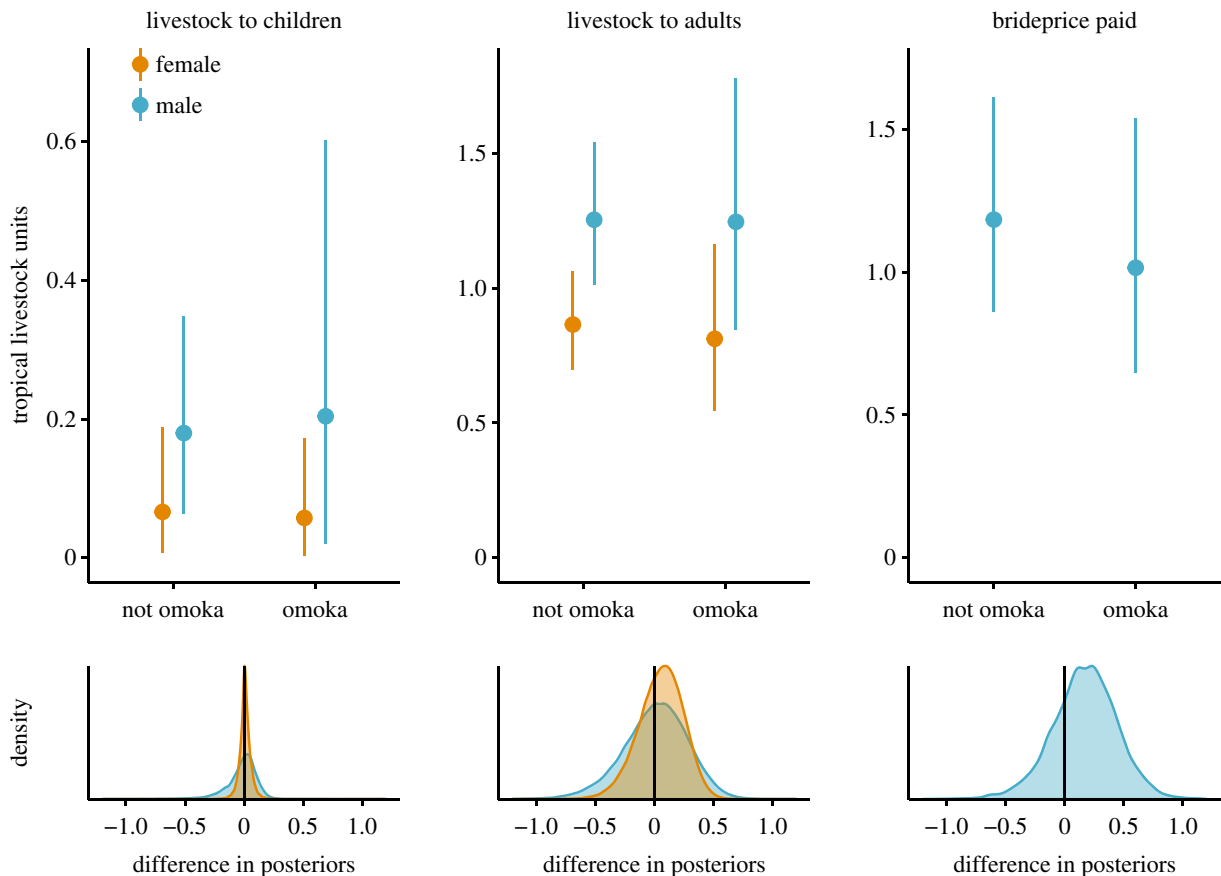 livestock to children
livestock to adults
brideprice paid
female
male
tropical livestock units
0.6
0.4
0.2
0
1.5
1.0
0.5
0
1.5
1.0
0.5
0
not omoka omoka
not omoka omoka
not omoka omoka
density
−1.0 −0.5 0 0.5 1.0
−1.0 −0.5 0 0.5 1.0
−1.0 −0.5 0 0.5 1.0
difference in posteriors
difference in posteriors
difference in posteriors